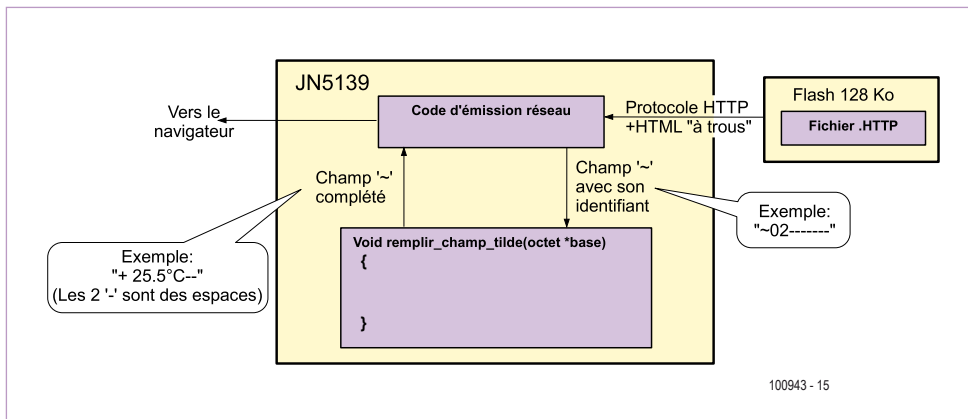 JN5139
Code d'émission réseau
Vers le
navigateur
Protocole HTTP
+HTML "à trous"
Flash 128 Ko
Fichier .HTTP
Champ '~'
complété
Champ '~'
avec son
identifiant
Exemple:
"~02-------"
Exemple:
"+ 25.5°C--"
(Les 2 '-' sont des espaces)
Void remplir_champ_tilde(octet *base)
{
}
100943 - 15